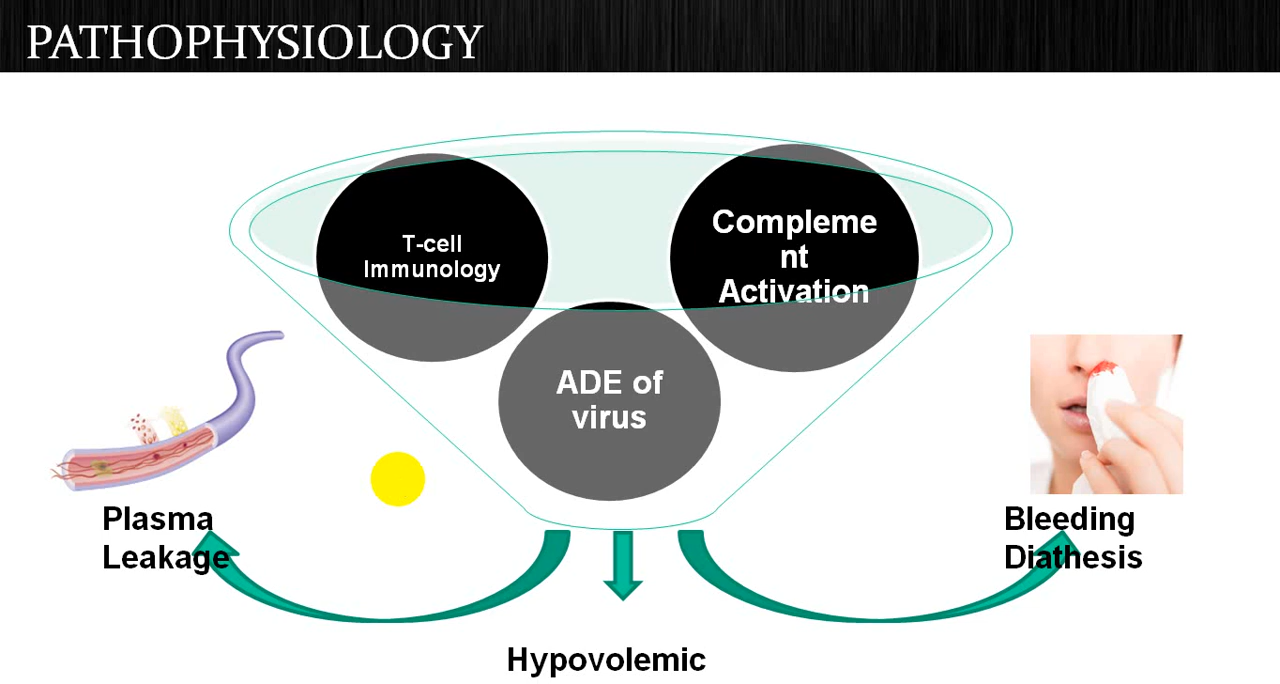 PATHOPHYSIOLOGY
T-cell
Immunology
Compleme
nt
Activation
ADE of
virus
Plasma
Leakage
Bleeding
Diathesis
Hypovolemic